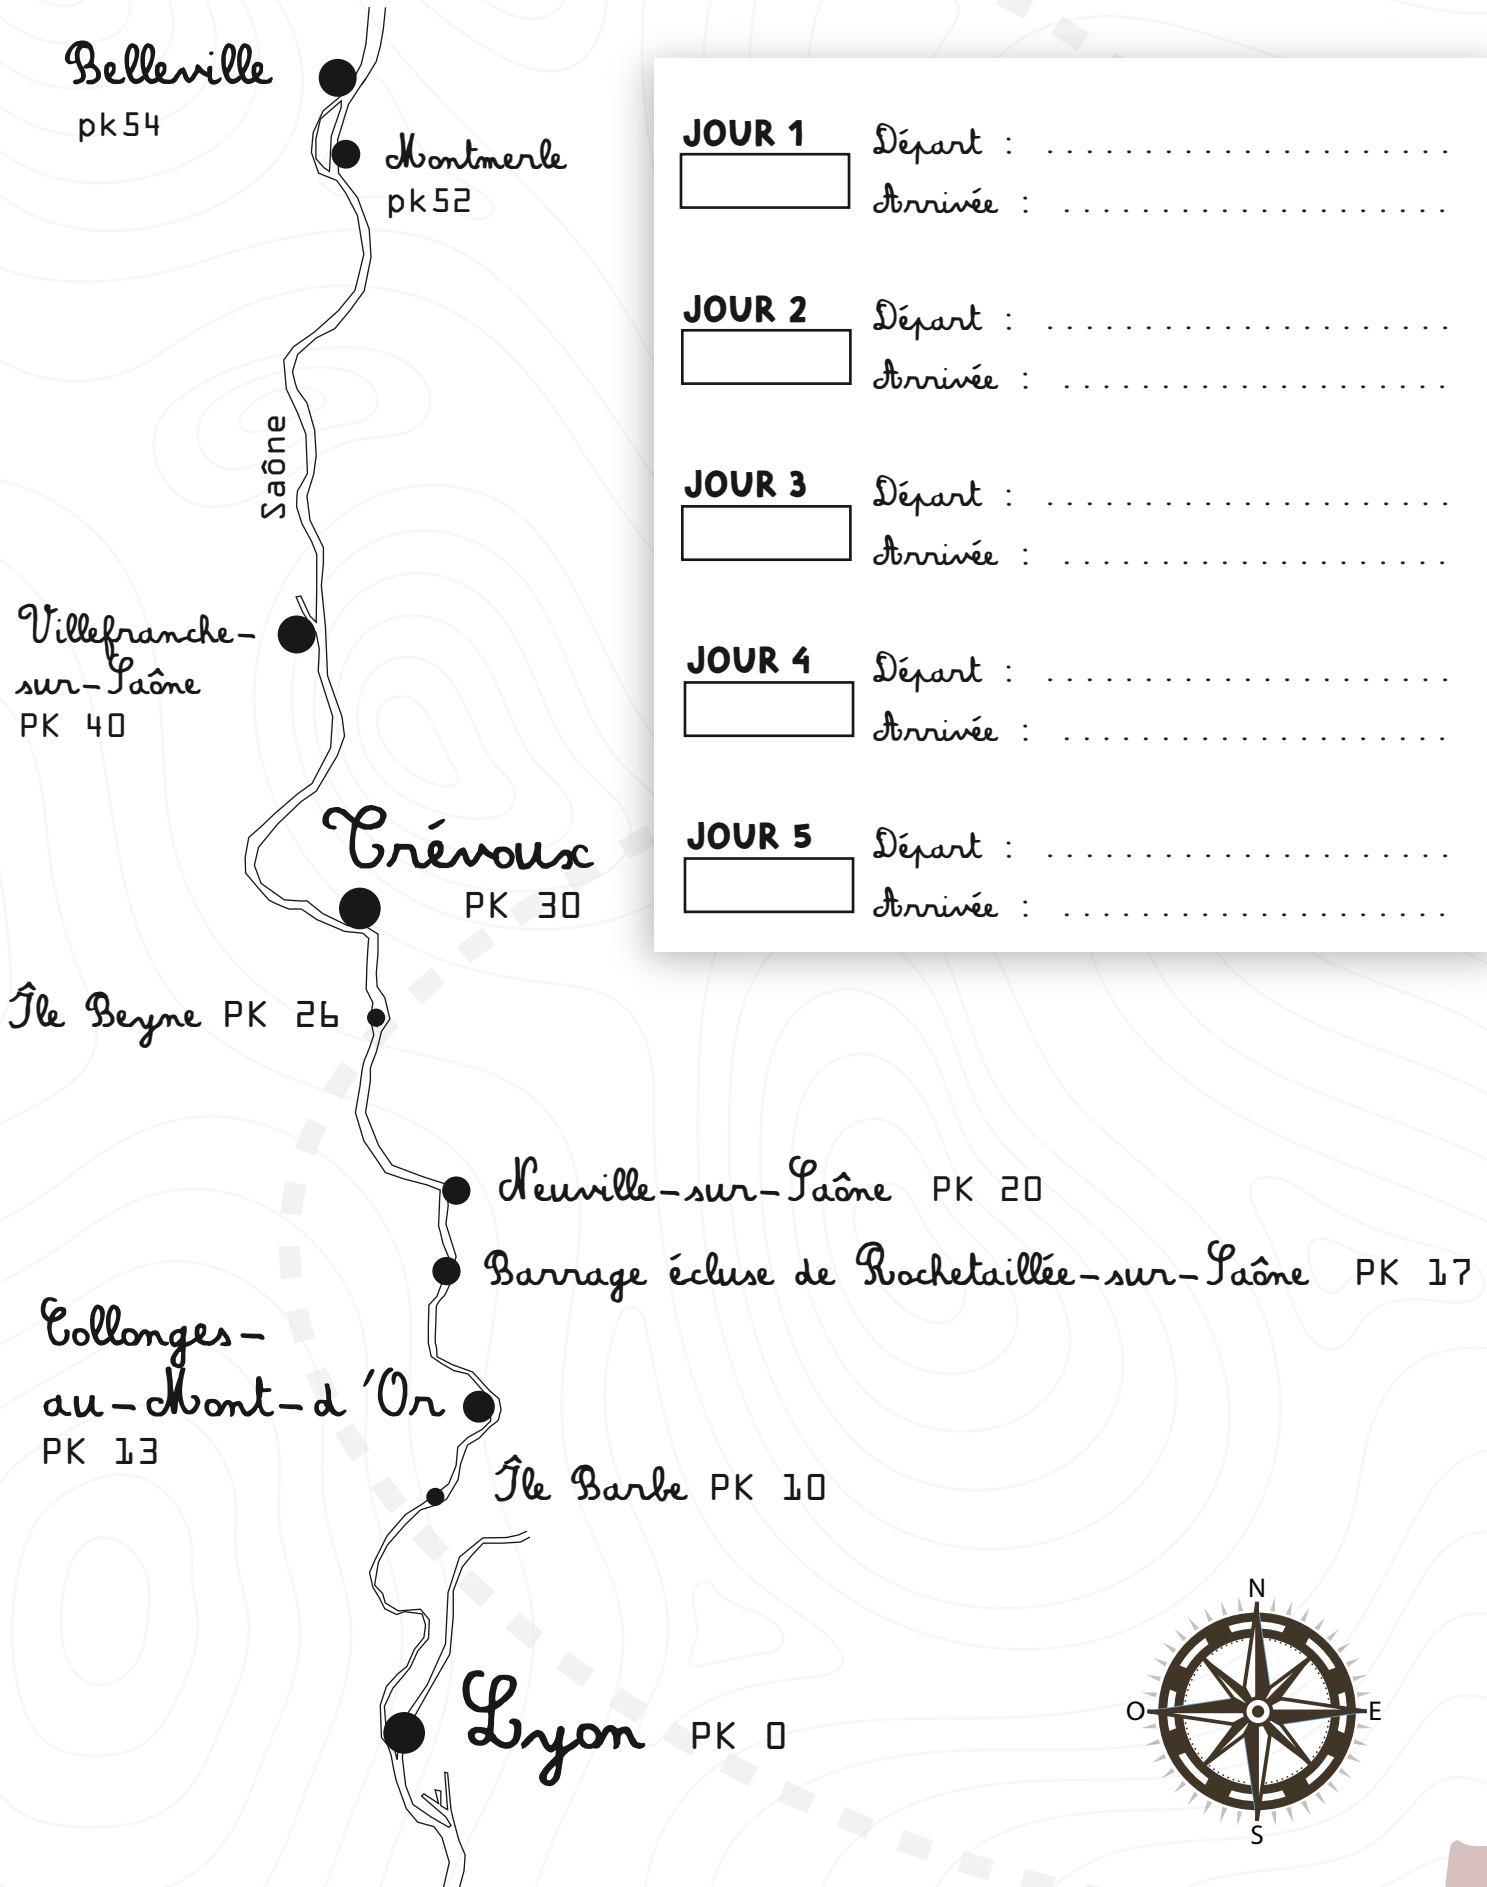 Belleville
pk54
Montmerle
pk52
Saône
Villefranche-
sur-Saône
PK 40
Trévoux
PK 30
Île Beyne PK 26
Neuville-sur-Saône PK 20
Barrage écluse de Rochetaillée-sur-Saône PK 17
Collonges-
au-Mont-d'Or
PK 13
Île Barbe PK 10
Lyon PK 0
JOUR 1
Départ : . . . . . . . . . . . . . . . . . . . . .
Arrivée : . . . . . . . . . . . . . . . . . . . .
JOUR 2
Départ : . . . . . . . . . . . . . . . . . . . . .
Arrivée : . . . . . . . . . . . . . . . . . . . .
JOUR 3
Départ : . . . . . . . . . . . . . . . . . . . . .
Arrivée : . . . . . . . . . . . . . . . . . . . .
JOUR 4
Départ : . . . . . . . . . . . . . . . . . . . . .
Arrivée : . . . . . . . . . . . . . . . . . . . .
JOUR 5
Départ : . . . . . . . . . . . . . . . . . . . . .
Arrivée : . . . . . . . . . . . . . . . . . . . .
N
O
E
S